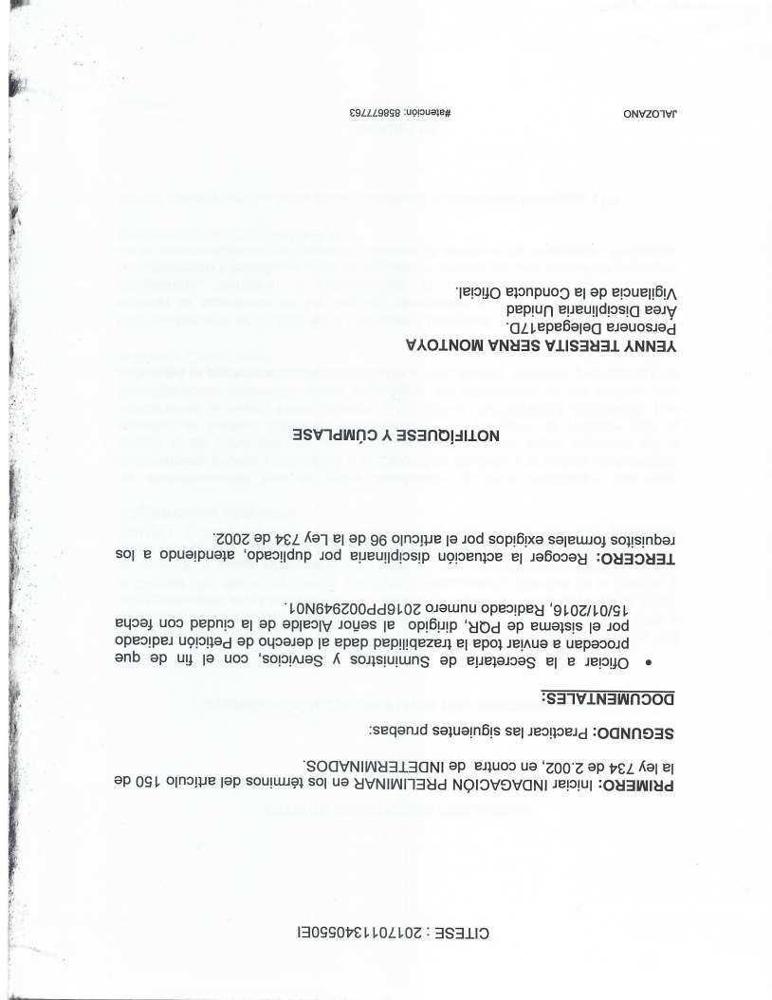 CITESE : 2017011340550EI
PRIMERO: Iniciar INDAGACIÓN PRELIMINAR en los términos del artículo 150 de
la ley 734 de 2.002, en contra de INDETERMINADOS.
SEGUNDO: Practicar las siguientes pruebas:
DOCUMENTALES:
• Oficiar a la Secretaría de Suministros y Servicios, con el fin de que
procedan a enviar toda la trazabilidad dada al derecho de Petición radicado
por el sistema de PQR, dirigido al señor Alcalde de la ciudad con fecha
15/01/2016, Radicado numero 2016PP002949N01.
TERCERO: Recoger la actuación disciplinaria por duplicado, atendiendo a los
requisitos formales exigidos por el artículo 96 de la Ley 734 de 2002.
NOTIFÍQUESE Y CÚMPLASE
YENNY TERESITA SERNA MONTOYA
Personera Delegada17D.
Área Disciplinaria Unidad
Vigilancia de la Conducta Oficial.
JALOZANO #atención: 858677763